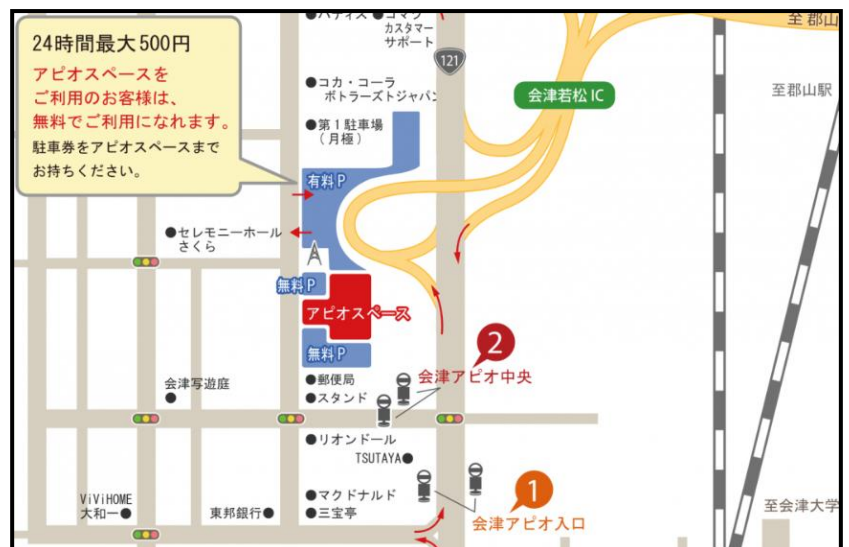 24時間最大500円
アピオスペースを
ご利用のお客様は、
無料でご利用になれます。
駐車券をアピオスペースまで
お持ちください。
カスタマー
サポート
121
至郡山
会津若松IC
至郡山駅
●コカ・コーラ
ボトラーズトジャパン
●第1駐車場
(月極)
有料P
●セレモニーホール
さくら
無料P
アピオスペース
無料P
2
会津アピオ中央
●郵便局
●スタンド
会津写遊庭
●
●リオンドール
TSUTAYA●
1
会津アピオ入口
●マクドナルド
●三宝亭
ViViHOME
大和一●
東邦銀行●
至会津大学